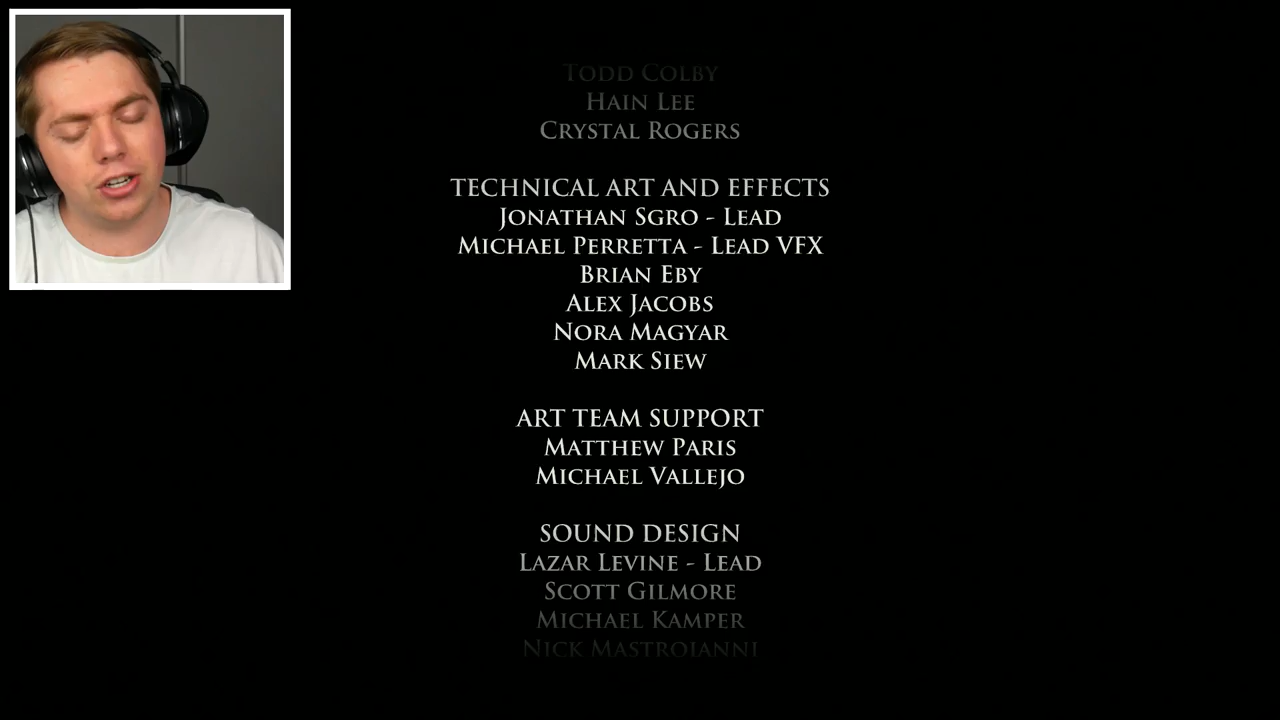 Todd Colby
Hain Lee
Crystal Rogers
TECHNICAL ART AND EFFECTS
Jonathan Sgro - Lead
Michael Perretta - Lead VFX
Brian Eby
Alex Jacobs
Nora Magyar
Mark Siew
ART TEAM SUPPORT
Matthew Paris
Michael Vallejo
SOUND DESIGN
Lazar Levine - Lead
Scott Gilmore
Michael Kamper
Nick Mastroianni